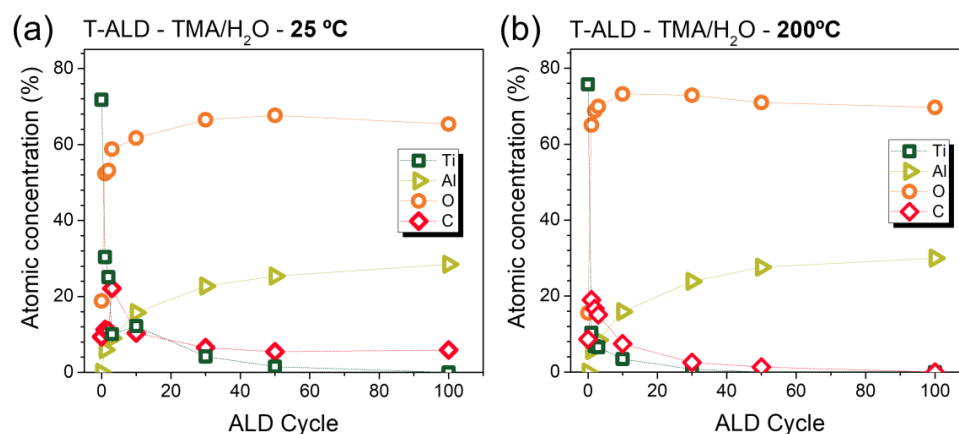 (a) T-ALD - TMA/H₂O - 25 ºC
Atomic concentration (%)
80
60
40
20
0
Ti
Al
O
C
0 20 40 60 80 100
ALD Cycle
(b) T-ALD - TMA/H₂O - 200ºC
Atomic concentration (%)
80
60
40
20
0
Ti
Al
O
C
0 20 40 60 80 100
ALD Cycle